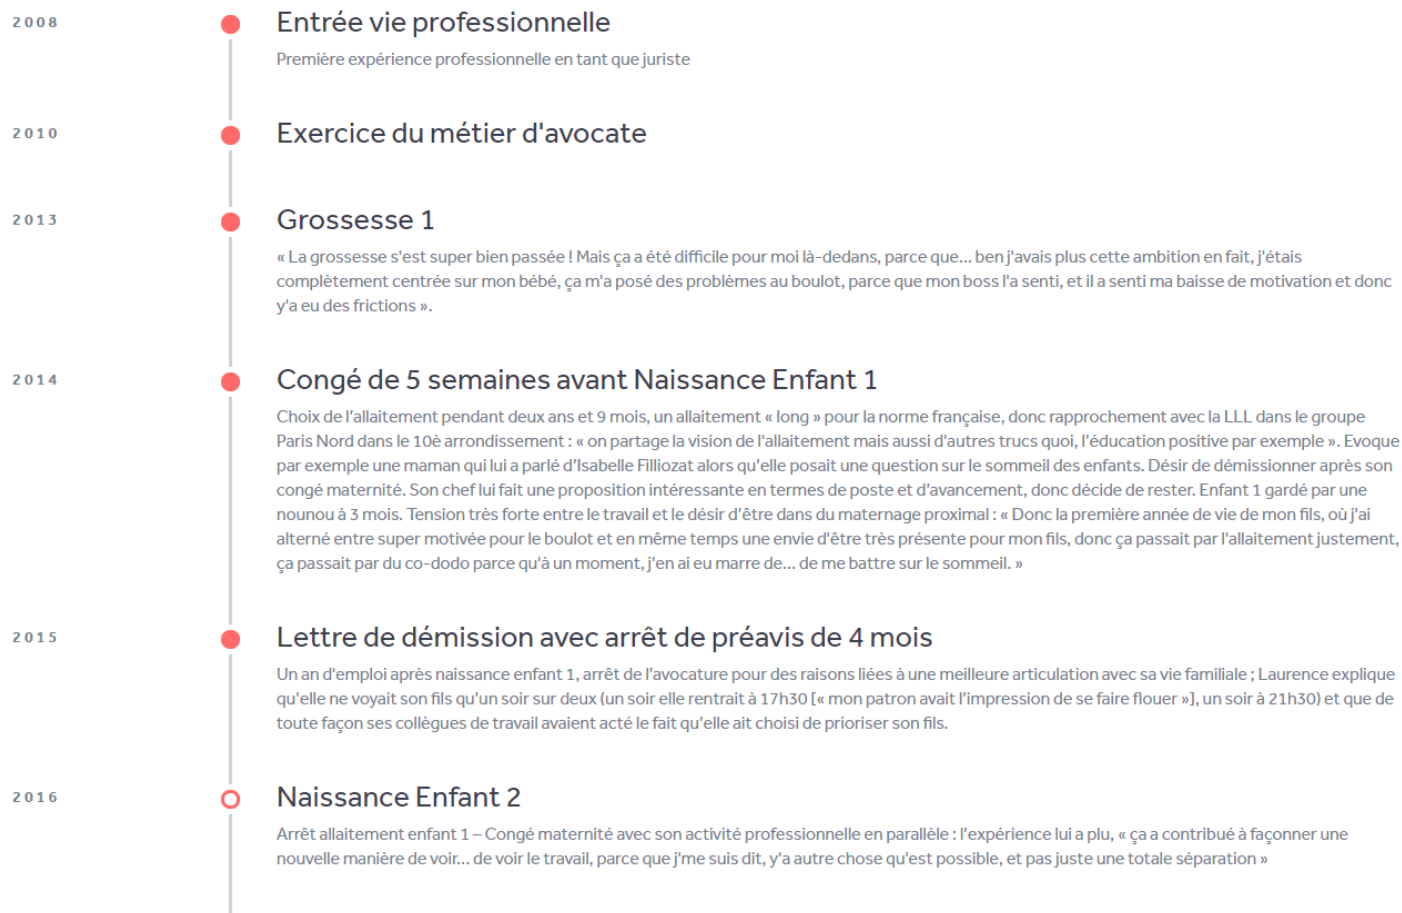 2008
Entrée vie professionnelle
Première expérience professionnelle en tant que juriste
2010
Exercice du métier d'avocate
2013
Grossesse 1
« La grossesse s'est super bien passée ! Mais ça a été difficile pour moi là-dedans, parce que... ben j'avais plus cette ambition en fait, j'étais
complètement centrée sur mon bébé, ça m'a posé des problèmes au boulot, parce que mon boss l'a senti, et il a senti ma baisse de motivation et donc
y'a eu des frictions ».
2014
Congé de 5 semaines avant Naissance Enfant 1
Choix de l'allaitement pendant deux ans et 9 mois, un allaitement « long » pour la norme française, donc rapprochement avec la LLL dans le groupe
Paris Nord dans le 10è arrondissement : « on partage la vision de l'allaitement mais aussi d'autres trucs quoi, l'éducation positive par exemple ». Evoque
par exemple une maman qui lui a parlé d'Isabelle Filliozat alors qu'elle posait une question sur le sommeil des enfants. Désir de démissionner après son
congé maternité. Son chef lui fait une proposition intéressante en termes de poste et d'avancement, donc décide de rester. Enfant 1 gardé par une
nounou à 3 mois. Tension très forte entre le travail et le désir d'être dans du maternage proximal : « Donc la première année de vie de mon fils, où j'ai
alterné entre super motivée pour le boulot et en même temps une envie d'être très présente pour mon fils, donc ça passait par l'allaitement justement,
ça passait par du co-dodo parce qu'à un moment, j'en ai eu marre de... de me battre sur le sommeil. »
2015
Lettre de démission avec arrêt de préavis de 4 mois
Un an d'emploi après naissance enfant 1, arrêt de l'avocature pour des raisons liées à une meilleure articulation avec sa vie familiale ; Laurence explique
qu'elle ne voyait son fils qu'un soir sur deux (un soir elle rentrait à 17h30 [« mon patron avait l'impression de se faire flouer »], un soir à 21h30) et que de
toute façon ses collègues de travail avaient acté le fait qu'elle ait choisi de prioriser son fils.
2016
Naissance Enfant 2
Arrêt allaitement enfant 1 – Congé maternité avec son activité professionnelle en parallèle : l'expérience lui a plu, « ça a contribué à façonner une
nouvelle manière de voir... de voir le travail, parce que j'me suis dit, y'a autre chose qu'est possible, et pas juste une totale séparation »